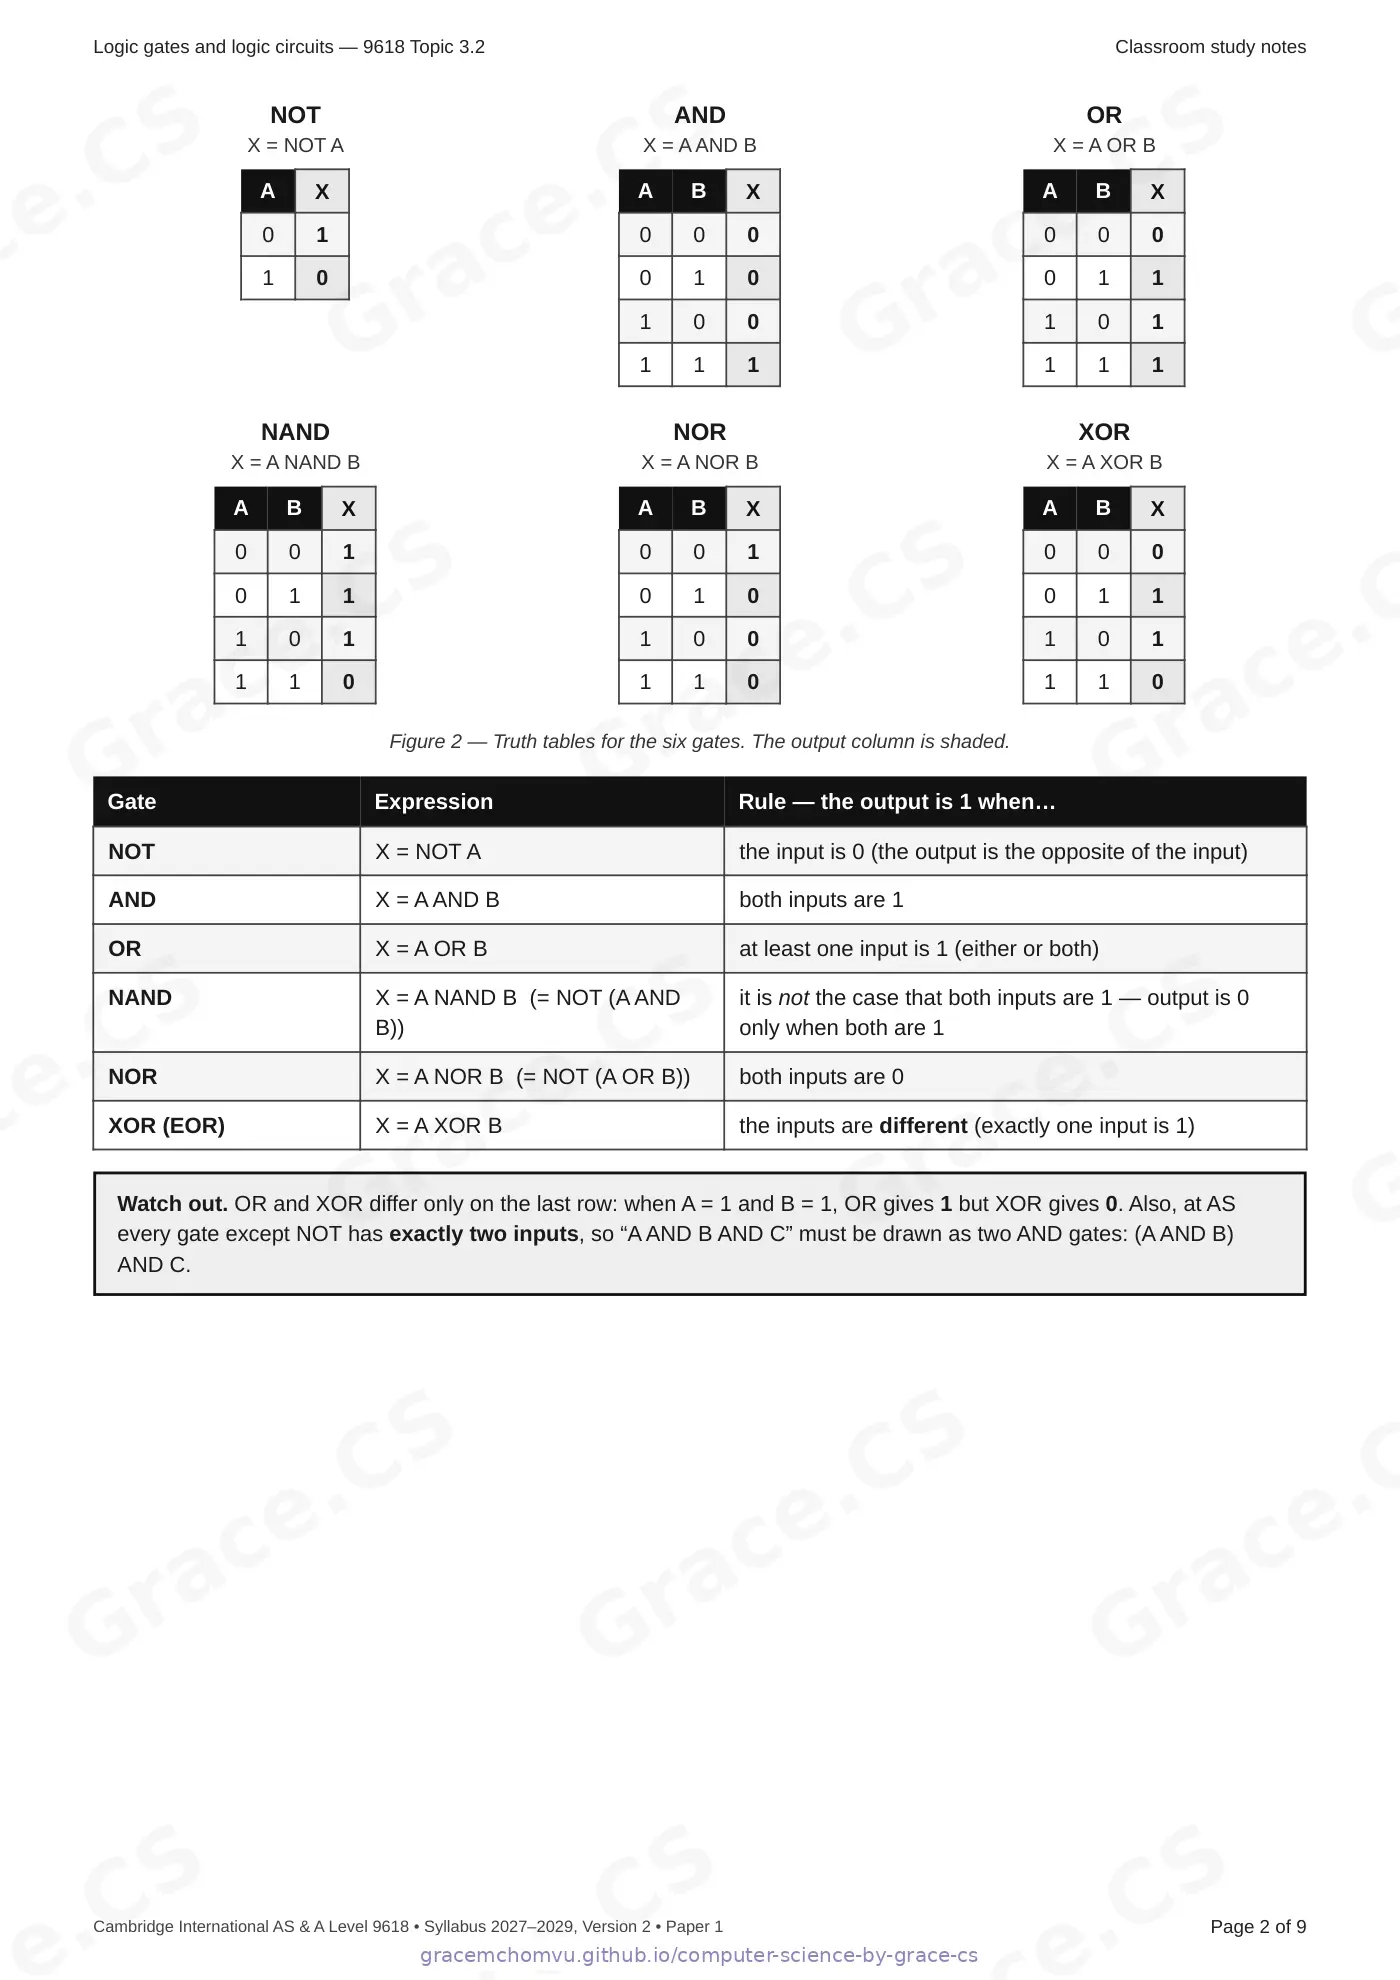 Logic gates and logic circuits — 9618 Topic 3.2
Classroom study notes
NOT
X = NOT A
A X
0 1
1 0
AND
X = A AND B
A B X
0 0 0
0 1 0
1 0 0
1 1 1
OR
X = A OR B
A B X
0 0 0
0 1 1
1 0 1
1 1 1
NAND
X = A NAND B
A B X
0 0 1
0 1 1
1 0 1
1 1 0
NOR
X = A NOR B
A B X
0 0 1
0 1 0
1 0 0
1 1 0
XOR
X = A XOR B
A B X
0 0 0
0 1 1
1 0 1
1 1 0
Figure 2 — Truth tables for the six gates. The output column is shaded.
Gate Expression Rule — the output is 1 when…
NOT X = NOT A the input is 0 (the output is the opposite of the input)
AND X = A AND B both inputs are 1
OR X = A OR B at least one input is 1 (either or both)
NAND X = A NAND B (= NOT (A AND it is not the case that both inputs are 1 — output is 0
B)) only when both are 1
NOR X = A NOR B (= NOT (A OR B)) both inputs are 0
XOR (EOR) X = A XOR B the inputs are different (exactly one input is 1)
Watch out. OR and XOR differ only on the last row: when A = 1 and B = 1, OR gives 1 but XOR gives 0. Also, at AS
every gate except NOT has exactly two inputs, so “A AND B AND C” must be drawn as two AND gates: (A AND B)
AND C.
Cambridge International AS & A Level 9618 • Syllabus 2027–2029, Version 2 • Paper 1
Page 2 of 9
gracemchomvu.github.io/computer-science-by-grace-cs
Grace.CS